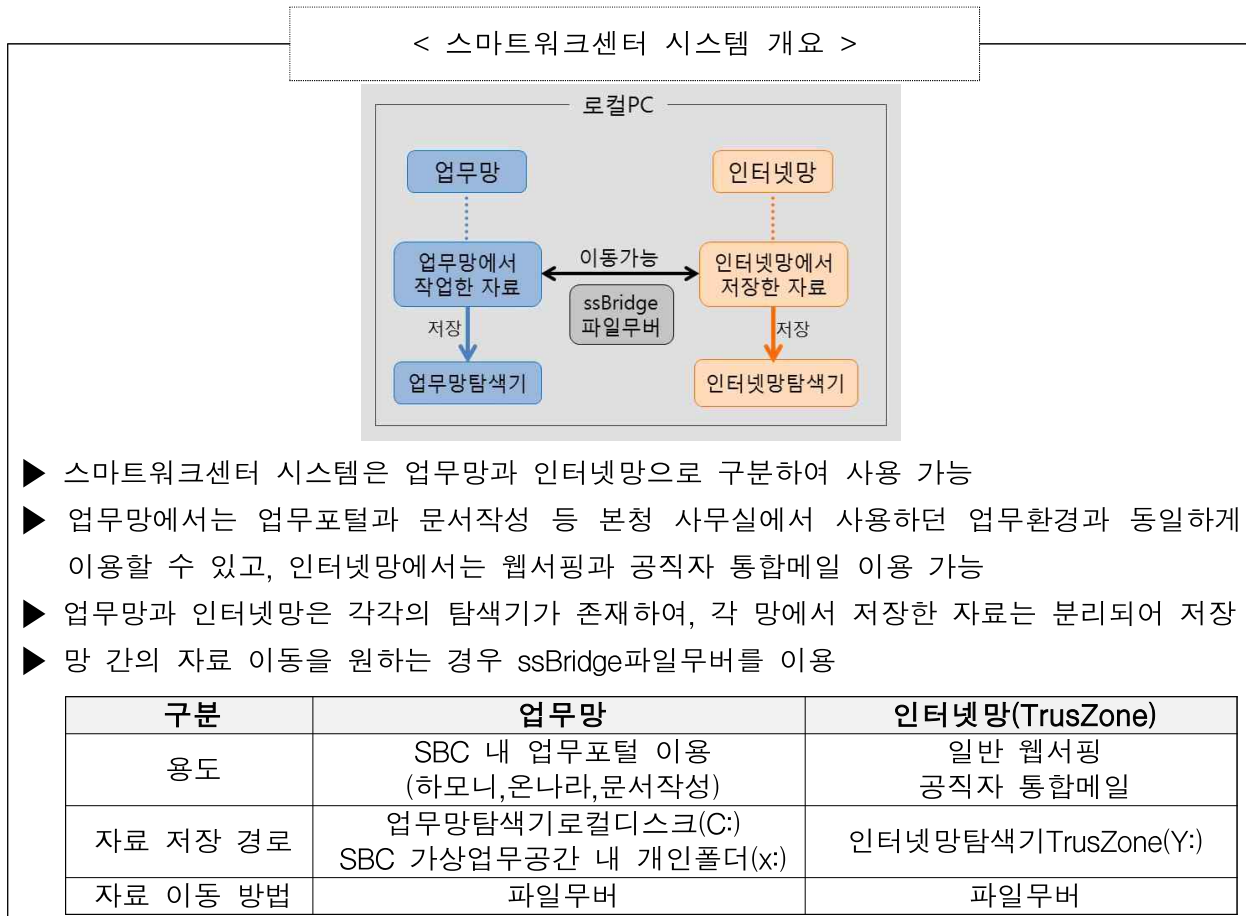 < 스마트워크센터 시스템 개요 >
로컬PC
업무망
인터넷망
업무망에서
작업한 자료
이동가능
인터넷망에서
저장한 자료
ssBridge
파일무버
저장
저장
업무망탐색기
인터넷망탐색기
▶ 스마트워크센터 시스템은 업무망과 인터넷망으로 구분하여 사용 가능
▶ 업무망에서는 업무포털과 문서작성 등 본청 사무실에서 사용하던 업무환경과 동일하게
이용할 수 있고, 인터넷망에서는 웹서핑과 공직자 통합메일 이용 가능
▶ 업무망과 인터넷망은 각각의 탐색기가 존재하여, 각 망에서 저장한 자료는 분리되어 저장
▶ 망 간의 자료 이동을 원하는 경우 ssBridge파일무버를 이용
구분 업무망 인터넷망(TrusZone)
용도 SBC 내 업무포털 이용 일반 웹서핑
(하모니,온나라,문서작성) 공직자 통합메일
자료 저장 경로 업무망탐색기로컬디스크(C:) 인터넷망탐색기TrusZone(Y:)
SBC 가상업무공간 내 개인폴더(x:)
자료 이동 방법 파일무버 파일무버